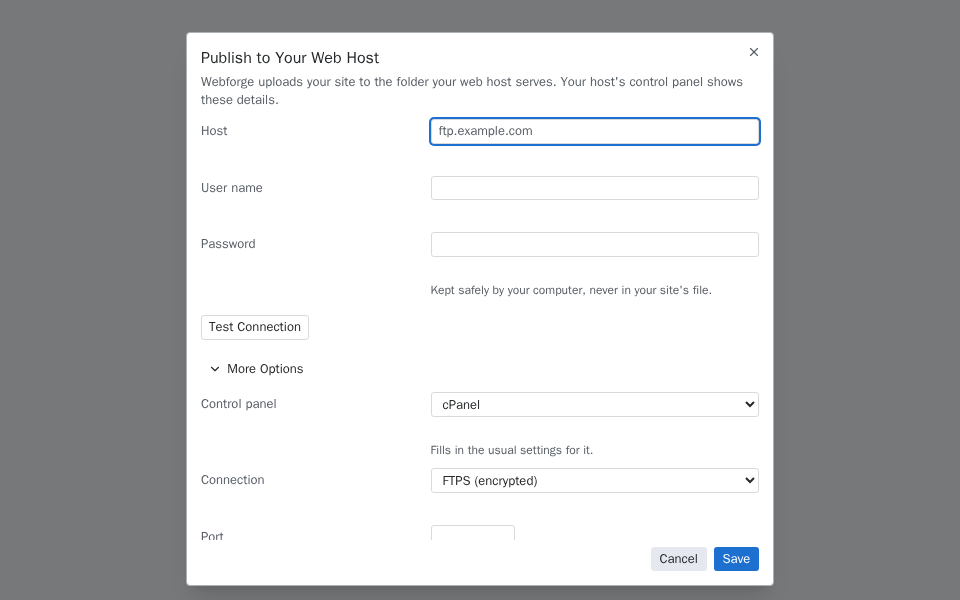 Publish to Your Web Host
Webforge uploads your site to the folder your web host serves. Your host's control panel shows
these details.
Host
ftp.example.com
User name
Password
Kept safely by your computer, never in your site's file.
Test Connection
More Options
Control panel
cPanel
Fills in the usual settings for it.
Connection
FTPS (encrypted)
Port
Cancel
Save